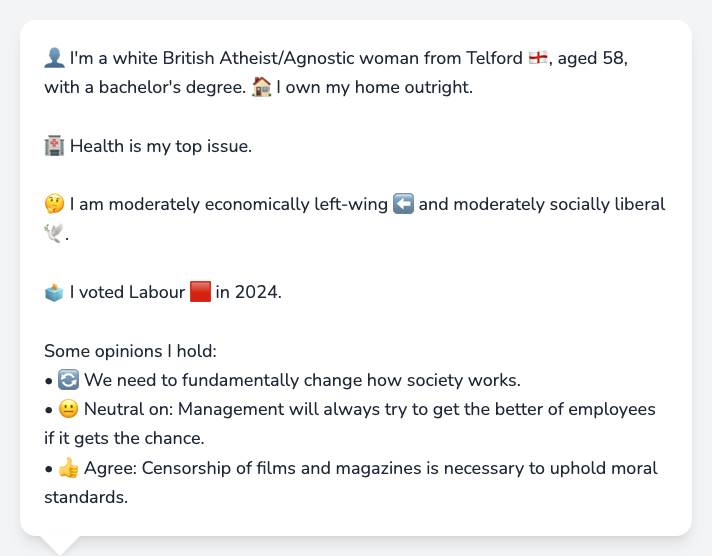 👤 I'm a white British Atheist/Agnostic woman from Telford 🏴󠁧󠁢󠁥󠁮󠁧󠁿, aged 58,
with a bachelor's degree. 🏠 I own my home outright.
🏥 Health is my top issue.
🤔 I am moderately economically left-wing ⬅️ and moderately socially liberal
🕊️.
🗳️ I voted Labour 🟥 in 2024.
Some opinions I hold:
• 🔄 We need to fundamentally change how society works.
• 😐 Neutral on: Management will always try to get the better of employees
if it gets the chance.
• 👍 Agree: Censorship of films and magazines is necessary to uphold moral
standards.